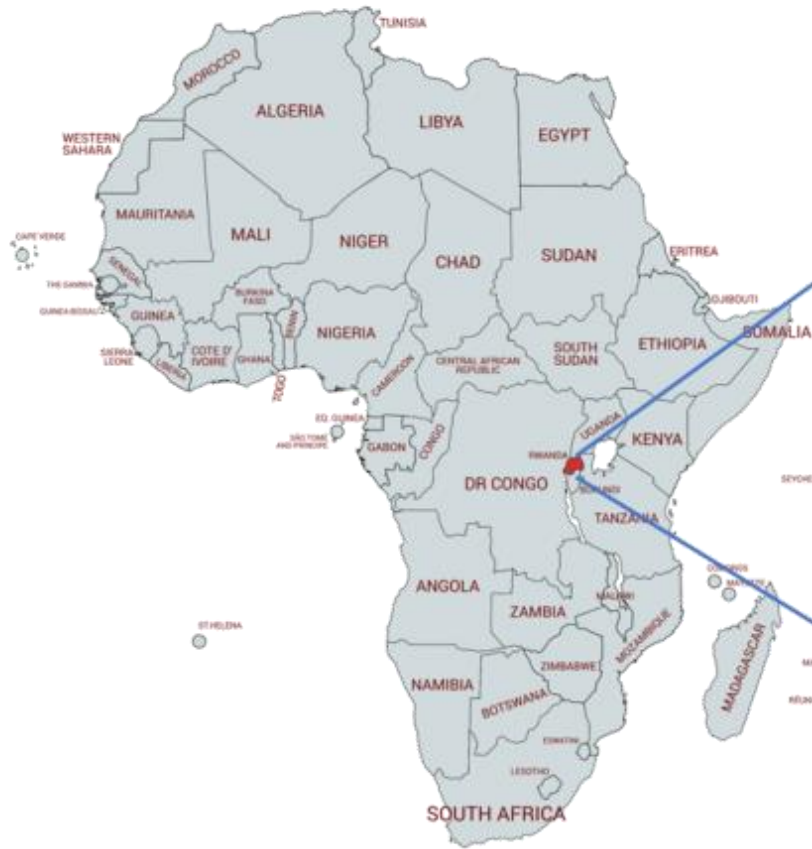 TUNISIA
MOROCCO
ALGERIA
LIBYA
EGYPT
WESTERN
SAHARA
MAURITANIA
MALI
NIGER
CHAD
SUDAN
ERITREA
CAPE VERDE
SENEGAL
THE GAMBIA
GUINEA-BISSAU
GUINEA
BURKINA
FASO
BENIN
NIGERIA
DJIBOUTI
SOMALIA
ETHIOPIA
SOUTH
SUDAN
SIERRA
LEONE
LIBERIA
COTE D'
IVOIRE
GHANA
TOGO
CAMEROON
CENTRAL AFRICAN
REPUBLIC
EQ. GUINEA
SÃO TOMÉ
AND PRINCIPE
GABON
CONGO
UGANDA
KENYA
RWANDA
DR CONGO
BURUNDI
TANZANIA
ANGOLA
ZAMBIA
MALAWI
MOZAMBIQUE
ST.HELENA
MADAGASCAR
NAMIBIA
ZIMBABWE
BOTSWANA
ESWATINI
LESOTHO
SOUTH AFRICA